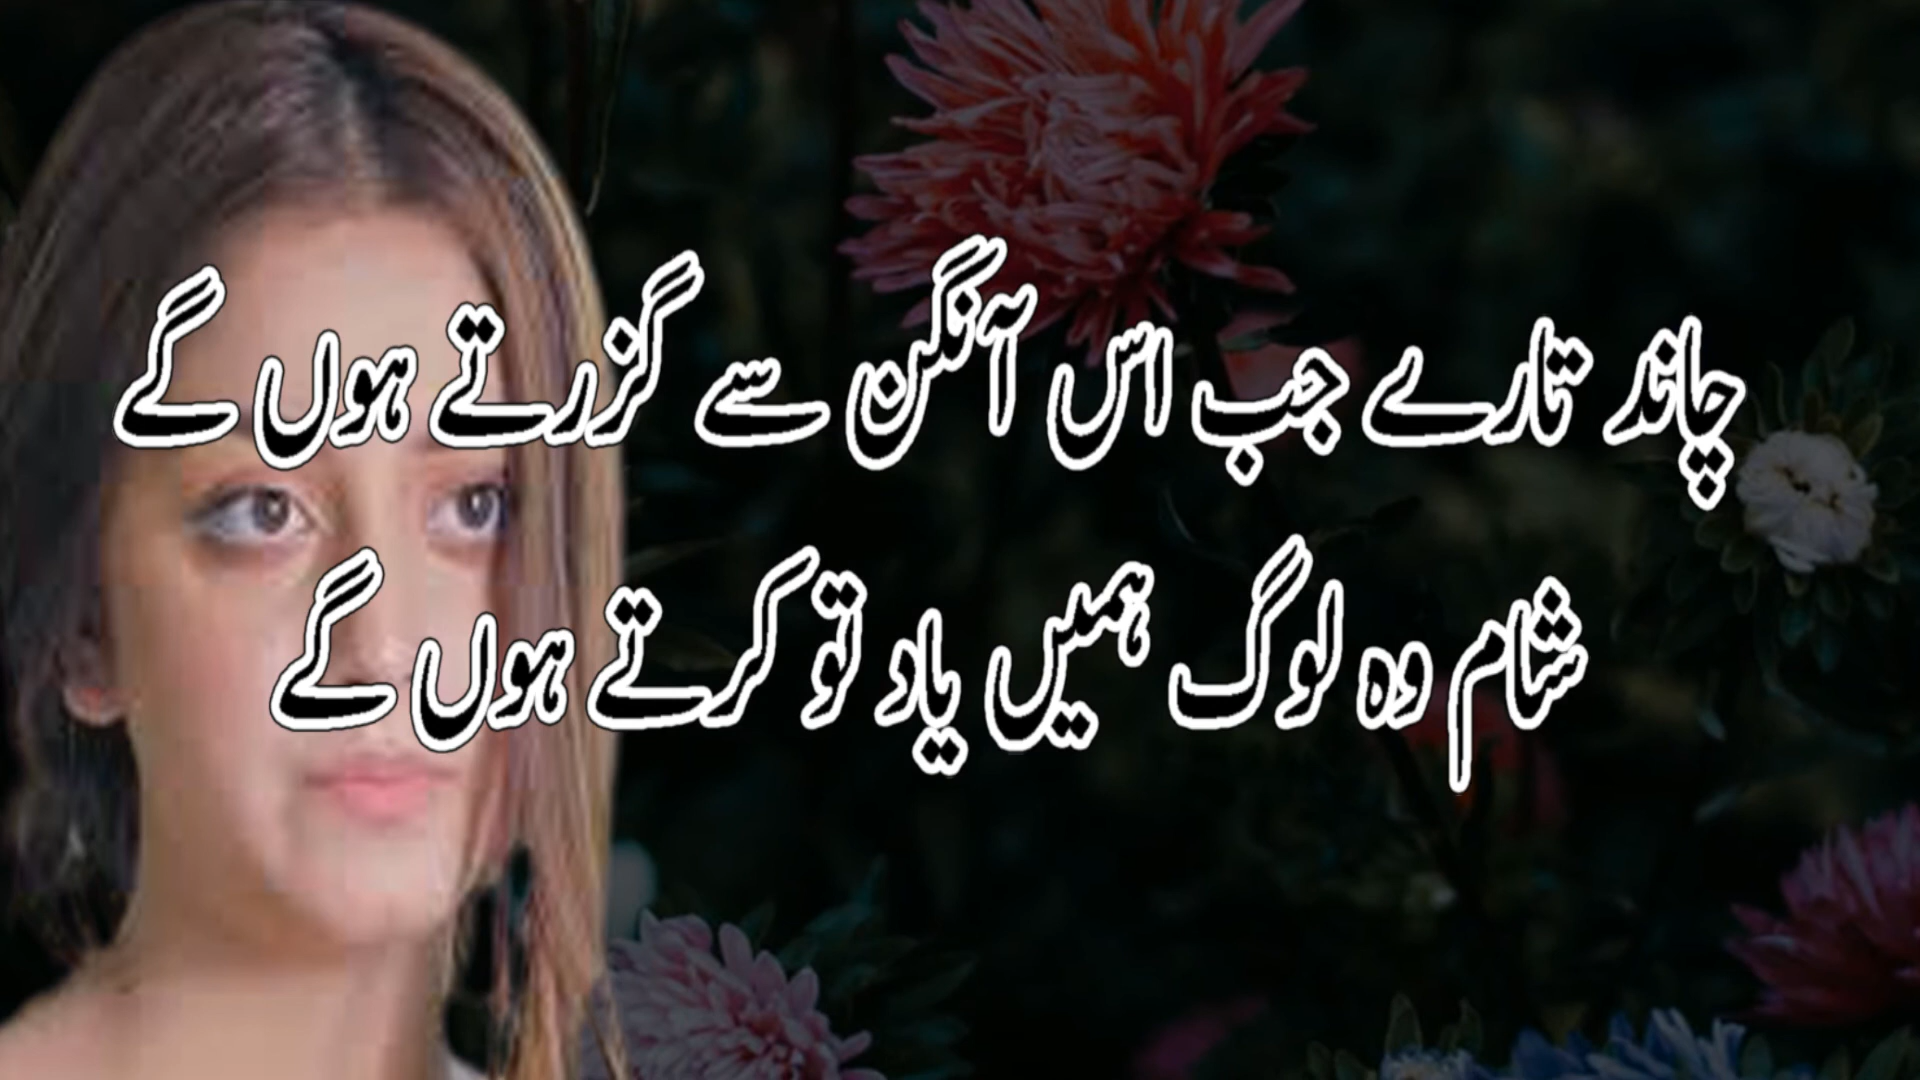 چاند تارے جب اس آنگن سے گزرتے ہوں گے
شام وہ لوگ ہمیں یاد تو کرتے ہوں گے